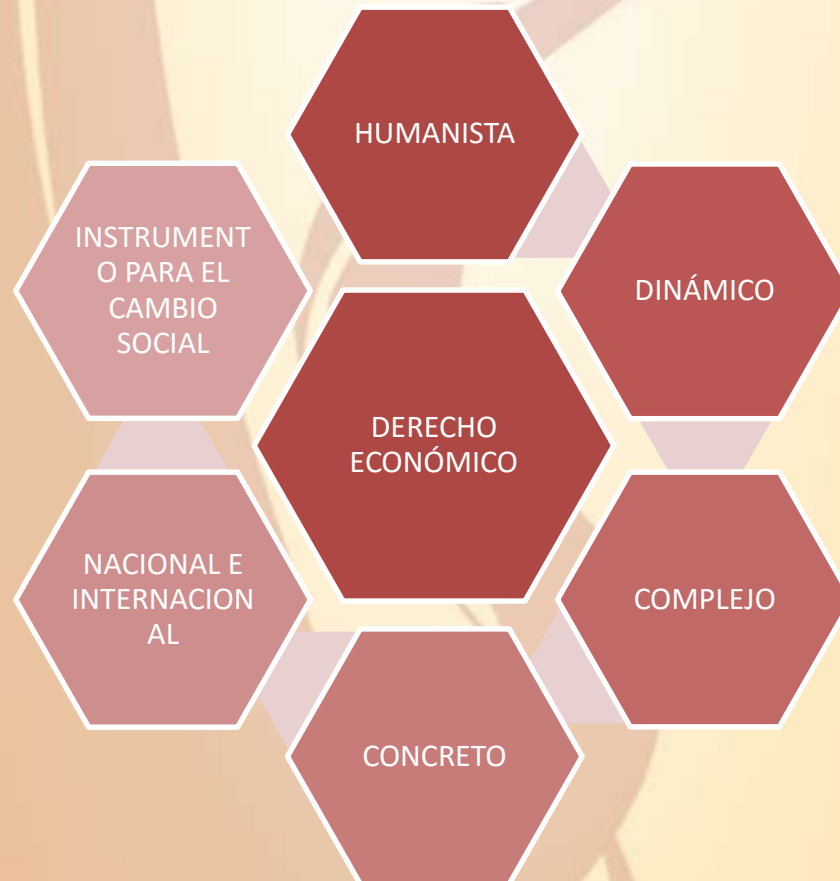 HUMANISTA
DINÁMICO
COMPLEJO
CONCRETO
NACIONAL E
INTERNACION
AL
INSTRUMENT
O PARA EL
CAMBIO
SOCIAL
DERECHO
ECONÓMICO